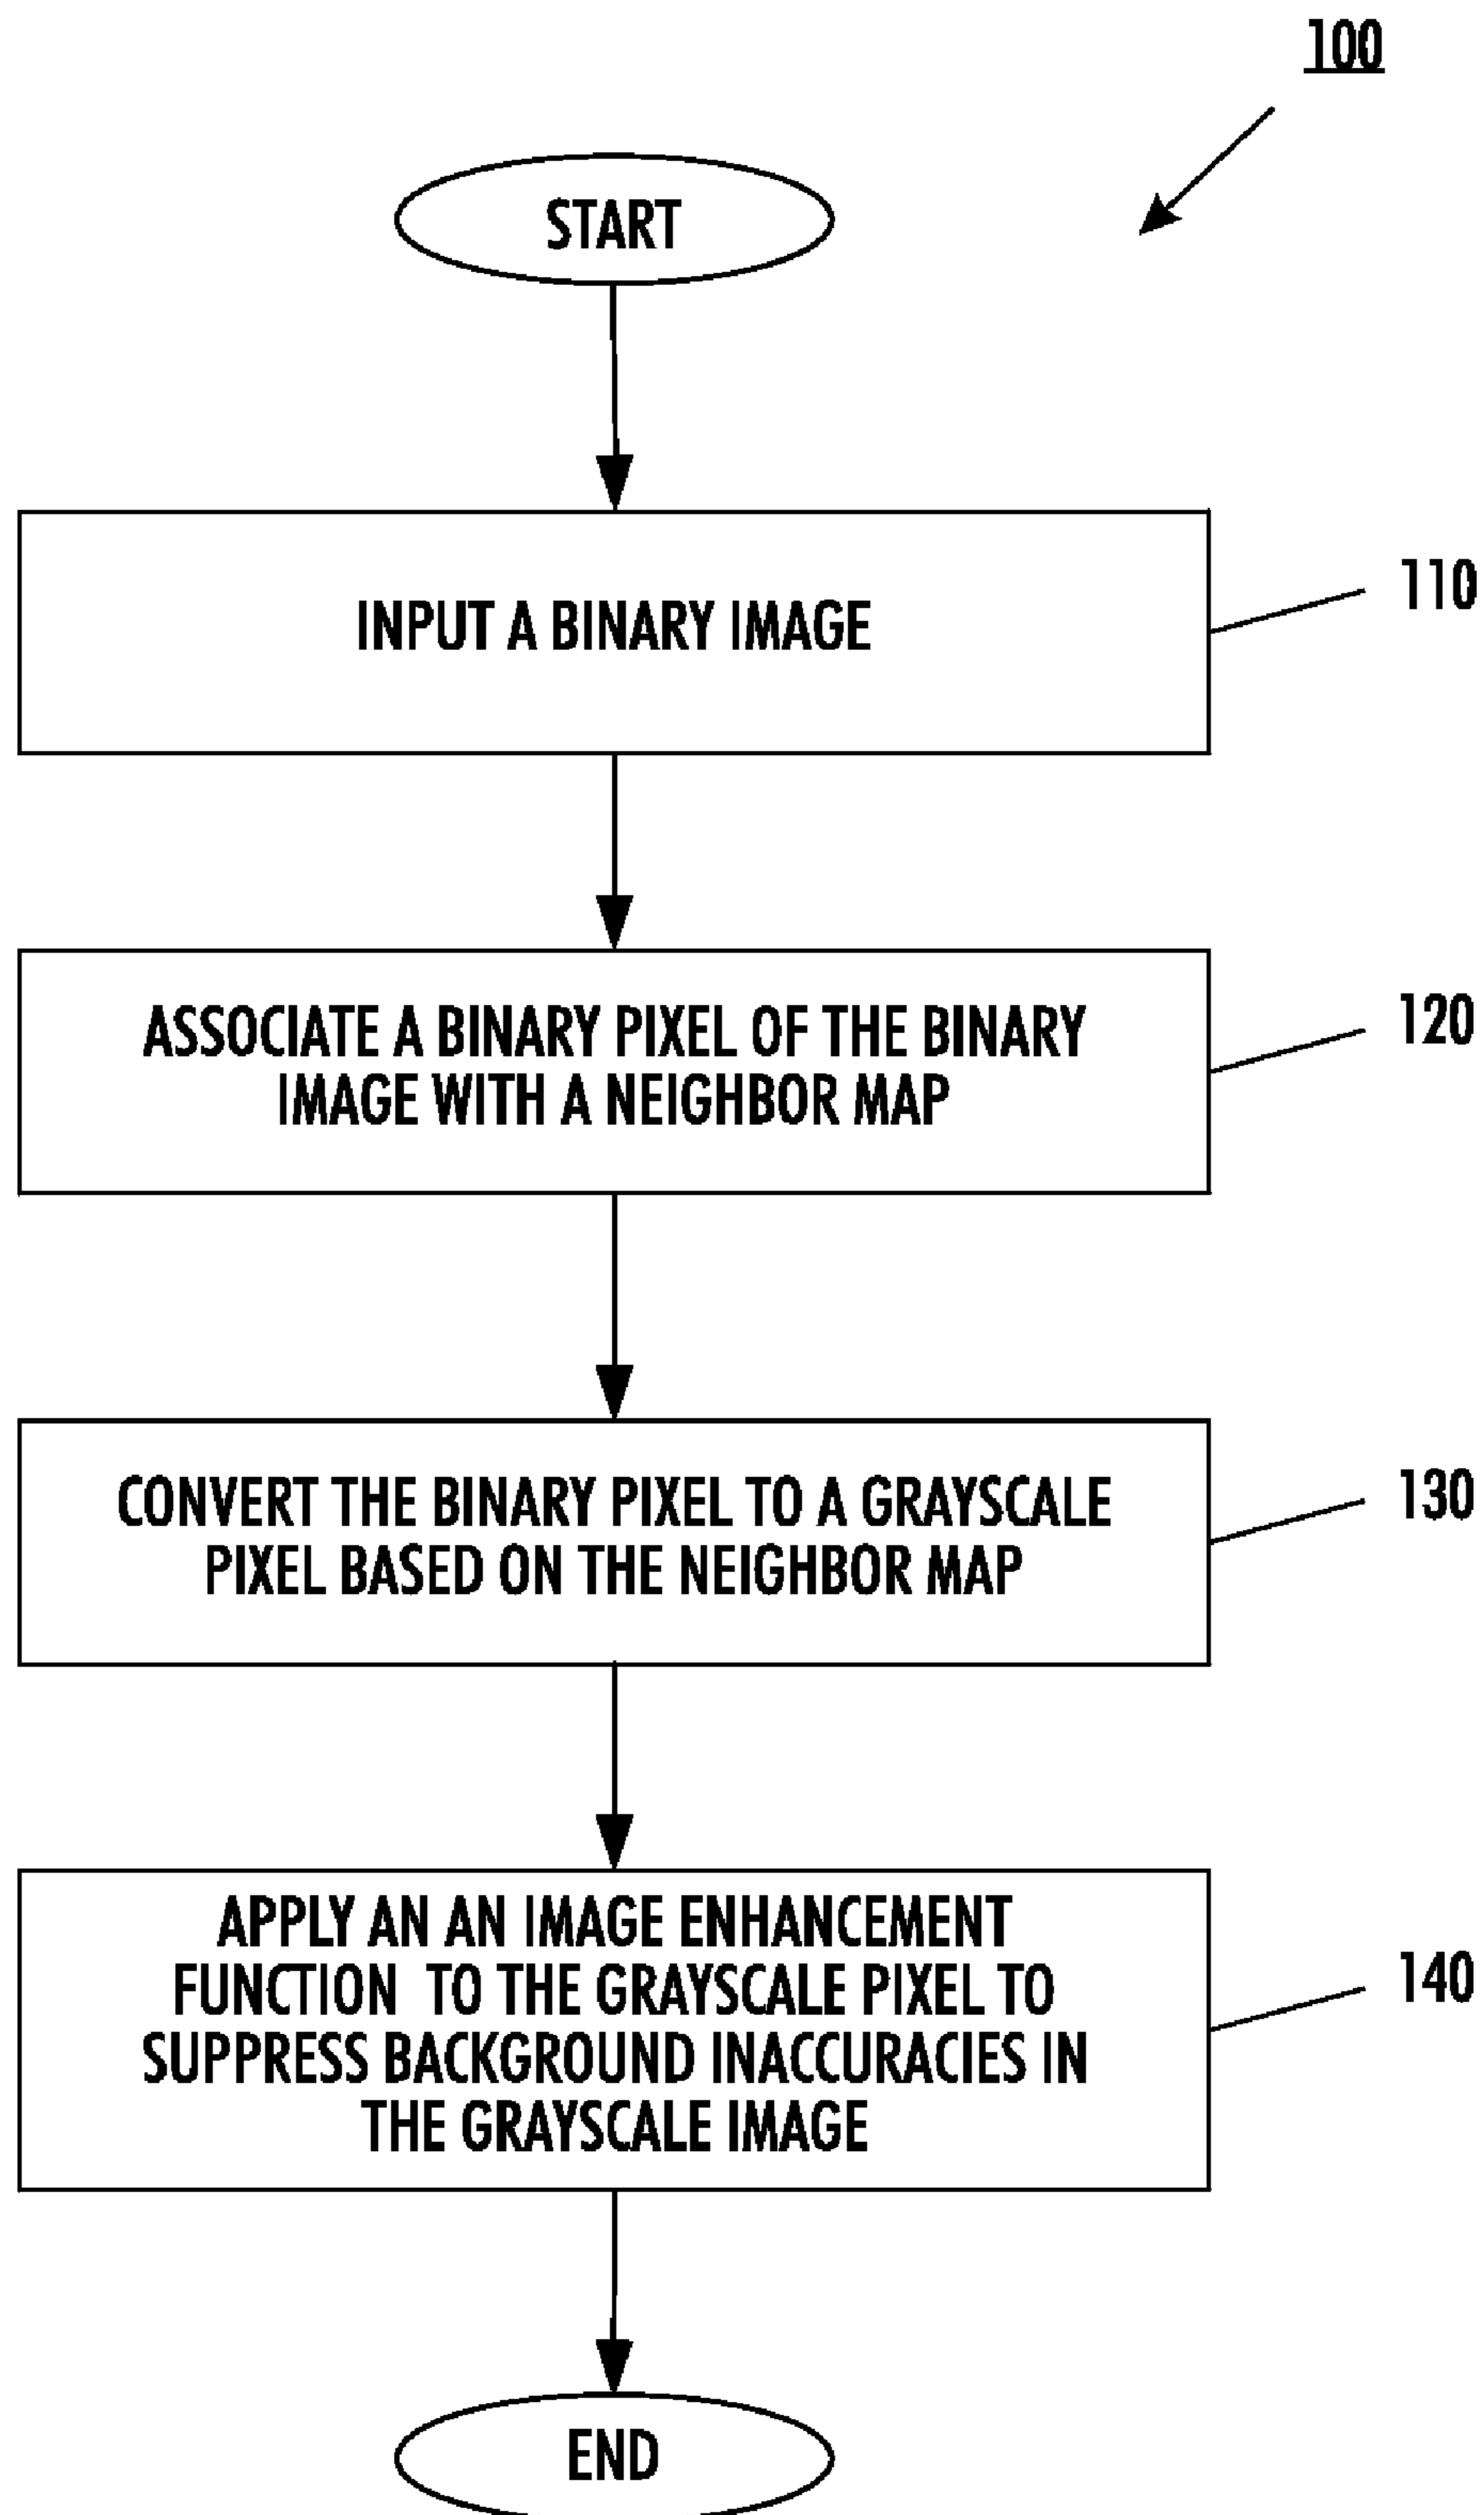 100
START
INPUT A BINARY IMAGE
110
ASSOCIATE A BINARY PIXEL OF THE BINARY
IMAGE WITH A NEIGHBOR MAP
120
CONVERT THE BINARY PIXEL TO A GRAYSCALE
PIXEL BASED ON THE NEIGHBOR MAP
130
APPLY AN AN IMAGE ENHANCEMENT
FUNCTION TO THE GRAYSCALE PIXEL TO
SUPPRESS BACKGROUND INACCURACIES IN
THE GRAYSCALE IMAGE
140
END